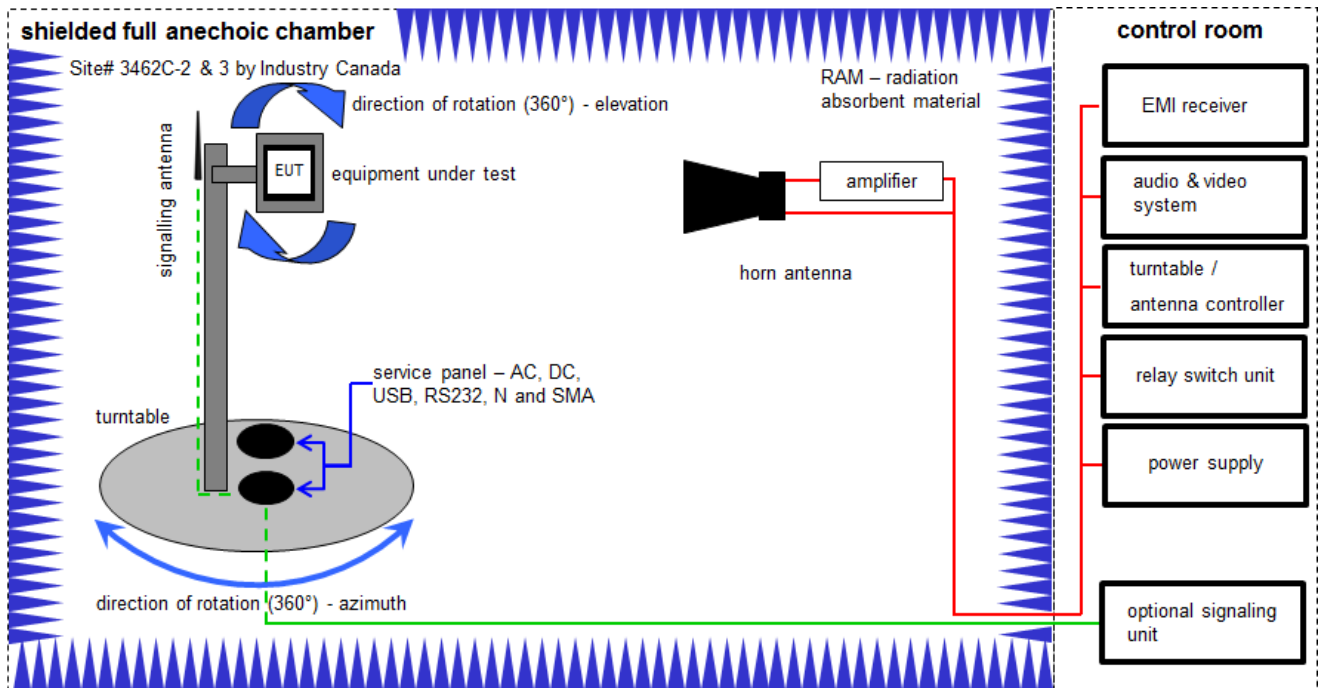 shielded full anechoic chamber
Site# 3462C-2 & 3 by Industry Canada
direction of rotation (360°) - elevation
signalling antenna
EUT
equipment under test
RAM – radiation
absorbent material
amplifier
horn antenna
service panel – AC, DC,
USB, RS232, N and SMA
turntable
direction of rotation (360°) - azimuth
control room
EMI receiver
audio & video
system
turntable /
antenna controller
relay switch unit
power supply
optional signaling
unit